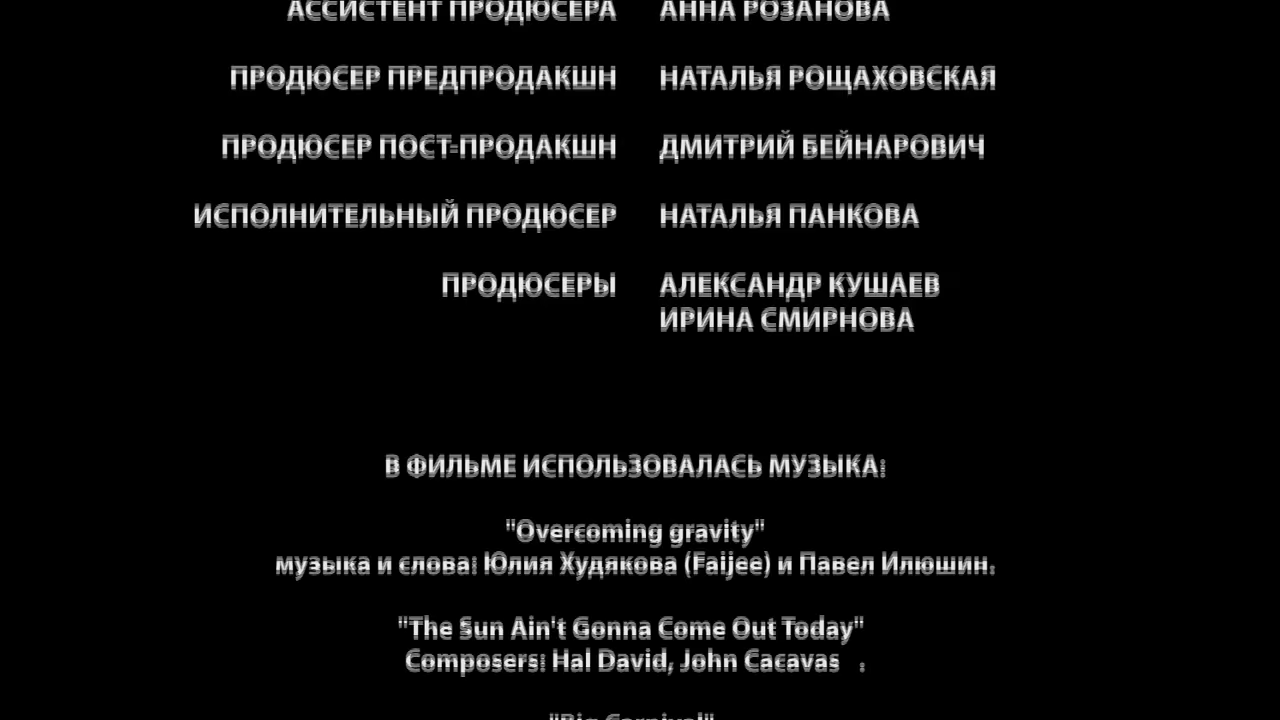 АССИСТЕНТ ПРОДЮСЕРА АННА РОЗАНОВА
ПРОДЮСЕР ПРЕДПРОДАКШН НАТАЛЬЯ РОЩАХОВСКАЯ
ПРОДЮСЕР ПОСТ-ПРОДАКШН ДМИТРИЙ БЕЙНАРОВИЧ
ИСПОЛНИТЕЛЬНЫЙ ПРОДЮСЕР НАТАЛЬЯ ПАНКОВА
ПРОДЮСЕРЫ АЛЕКСАНДР КУШАЕВ
ИРИНА СМИРНОВА
В ФИЛЬМЕ ИСПОЛЬЗОВАЛАСЬ МУЗЫКА:
"Overcoming gravity"
музыка и слова: Юлия Худякова (Faijee) и Павел Илюшин.
"The Sun Ain't Gonna Come Out Today"
Composers: Hal David, John Cacavas .
"Big Carnival"